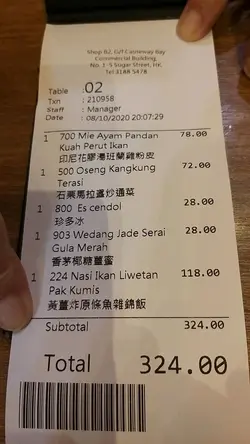 Shop B2, G/f Causeway Bay
Commercial Building
No. 1-5 Sugar Street, HK
Tel:3188 5478
Table : 02
Txn : 210958
Staff : Manager
Date : 08/10/2020 20:07:29
1 700 Mie Ayam Pandan 78.00
Kuah Perut Ikan
印尼花膠濃班蘭雞粉皮
1 500 Oseng Kangkung 72.00
Terasi
石栗馬拉盞炒通菜
1 800 Es cendol 28.00
珍多冰
1 903 Wedang Jade Serai 28.00
Gula Merah
香茅椰糖薑蜜
1 224 Nasi Ikan Liwetan 118.00
Pak Kumis
黃薑炸原條魚雜錦飯
Subtotal 324.00
Total 324.00